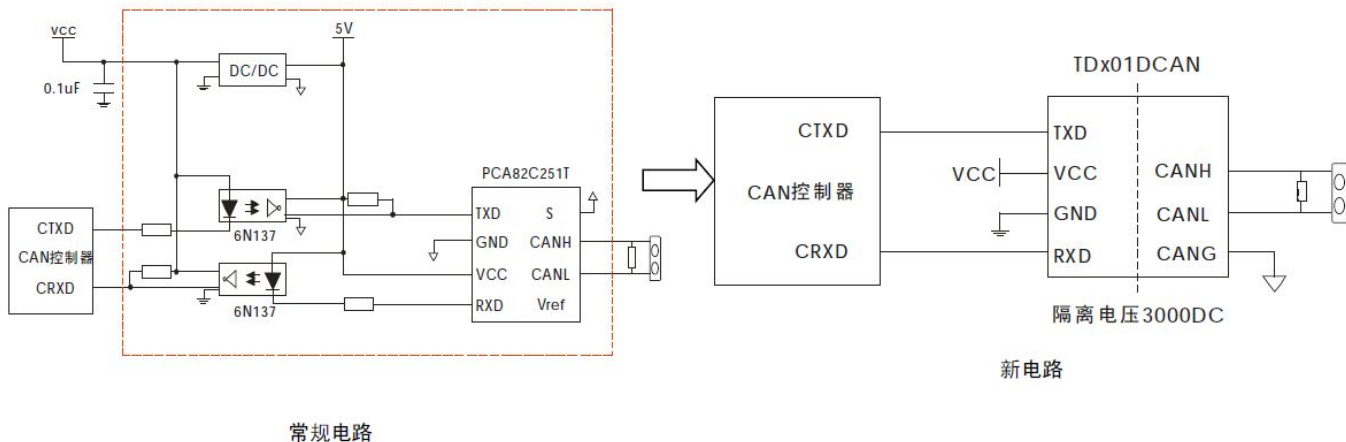 vcc
0.1uF
DC/DC
5V
6N137
6N137
CTXD
CAN控制器
CRXD
PCA82C251T
TXD S
GND CANH
VCC CANL
RXD Vref
常规电路
CTXD
CAN控制器
CRXD
TDx01DCAN
TXD
VCC VCC CANH
GND CANL
RXD CANG
隔离电压3000DC
新电路